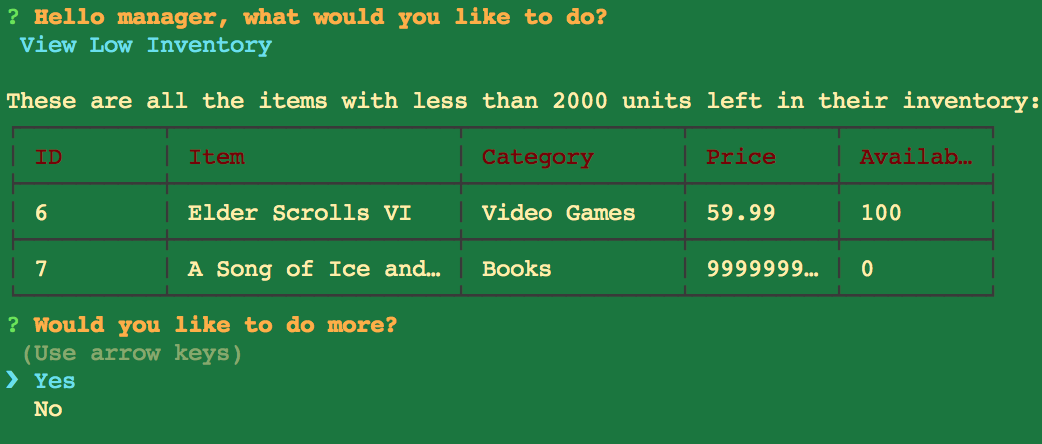 ? Hello manager, what would you like to do?
View Low Inventory
These are all the items with less than 2000 units left in their inventory:
ID Item Category Price Availab…
6 Elder Scrolls VI Video Games 59.99 100
7 A Song of Ice and… Books 9999999… 0
? Would you like to do more?
(Use arrow keys)
❯ Yes
No